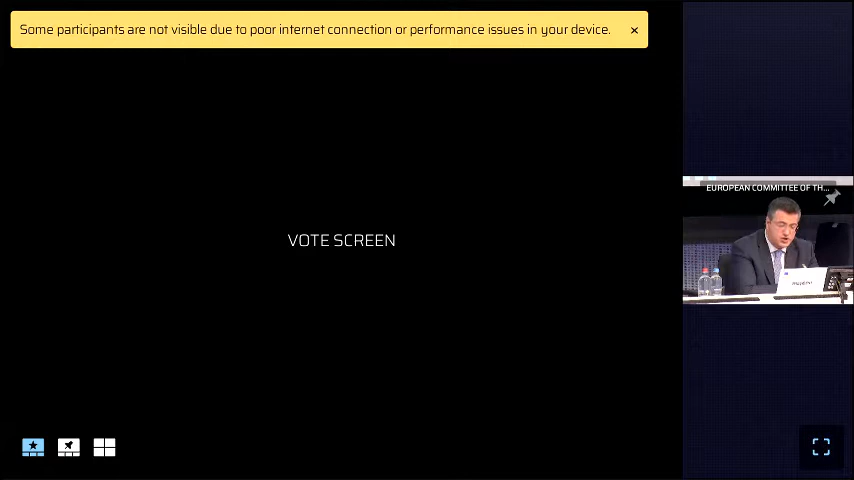 Some participants are not visible due to poor internet connection or performance issues in your device.
EUROPEAN COMMITTEE OF TH...
VOTE SCREEN